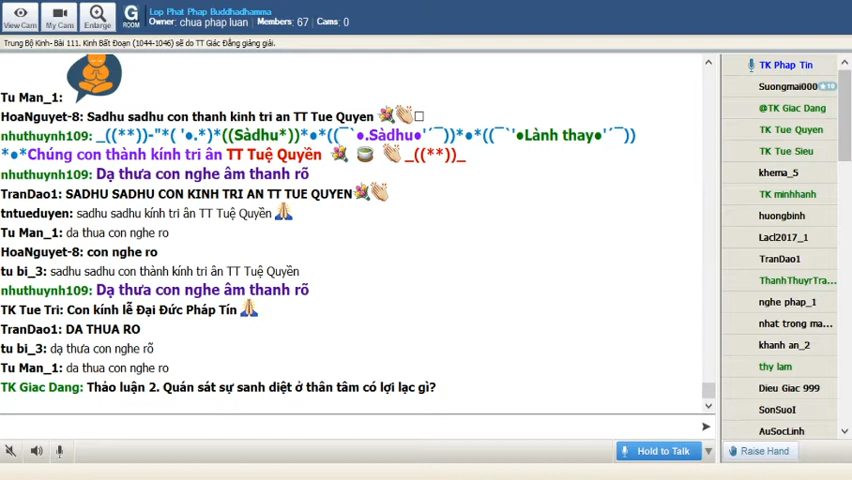 Lop Phat Phap Buddhadhamma
Owner: chua phap luan Members: 67 Cams: 0
View Cam
My Cam
Enlarge
G
ROOM
Trung Bộ Kinh- Bài 111. Kinh Bất Đoạn (1044-1046) sẽ do TT Giác Đẳng giảng giải.
Tu Man_1:
HoaNguyet-8: Sadhu sadhu con thanh kinh tri an TT Tue Quyen 💐👏□
nhuthuynh109: _((**))-"*( '●.*)*((Sàdhu*))*●*((¯`●.Sàdhu●'´¯))*●*((¯`'●Lành thay●'´¯))
*●*Chúng con thành kính tri ân TT Tuệ Quyền 💐 🍵 👏 _((**))_
nhuthuynh109: Dạ thưa con nghe âm thanh rõ
TranDao1: SADHU SADHU CON KINH TRI AN TT TUE QUYEN💐👏
tntueduyen: sadhu sadhu kính tri ân TT Tuệ Quyền 🙏
Tu Man_1: da thua con nghe ro
HoaNguyet-8: con nghe ro
tu bi_3: sadhu sadhu con thành kính tri ân TT Tuệ Quyền
nhuthuynh109: Dạ thưa con nghe âm thanh rõ
TK Tue Tri: Con kính lễ Đại Đức Pháp Tín 🙏
TranDao1: DA THUA RO
tu bi_3: dạ thưa con nghe rõ
Tu Man_1: da thua con nghe ro
TK Giac Dang: Thảo luận 2. Quán sát sự sanh diệt ở thân tâm có lợi lạc gì?
Hold to Talk
TK Phap Tin
Suongmai000 ★10
@TK Giac Dang
TK Tue Quyen
TK Tue Sieu
khema_5
TK minhhanh
huongbinh
Lacl2017_1
TranDao1
ThanhThuyrTra...
nghe phap_1
nhat trong ma...
khanh an_2
thy lam
Dieu Giac 999
SonSuoI
AuSocLinh
Raise Hand